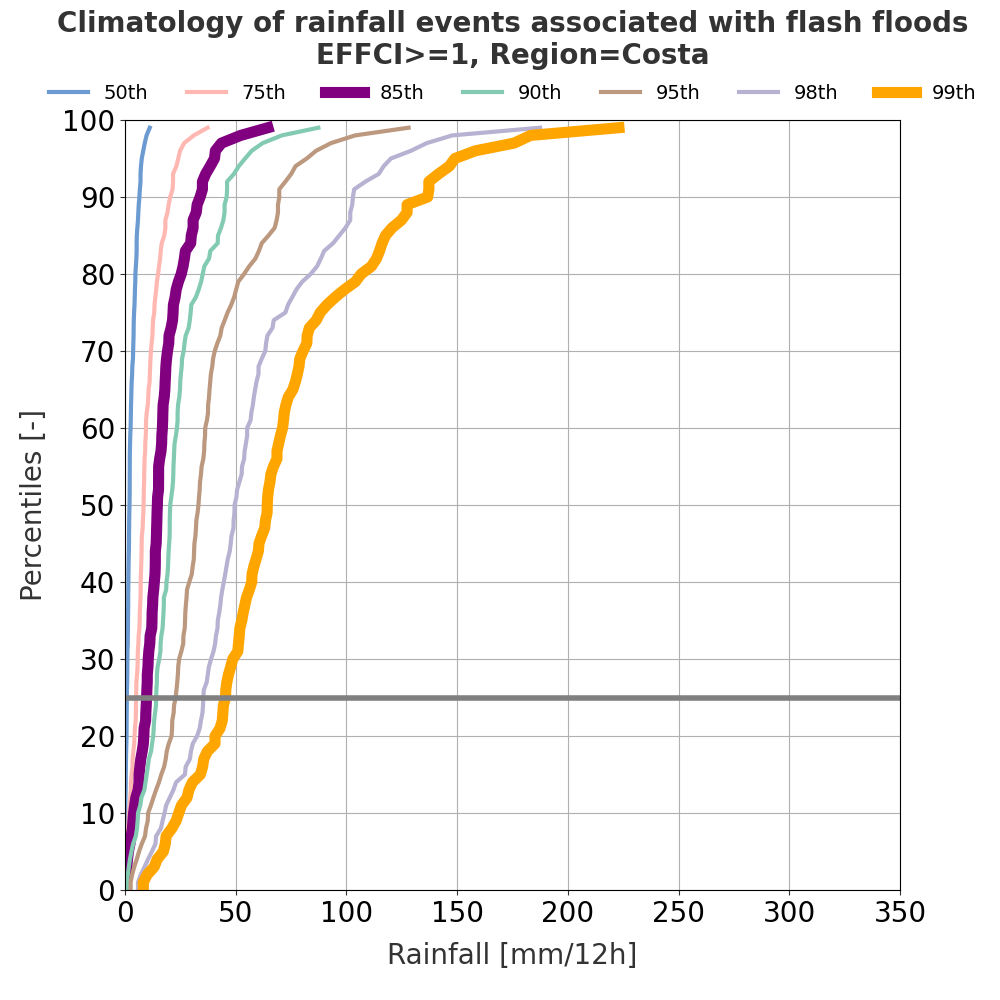 Climatology of rainfall events associated with flash floods
EFFCI>=1, Region=Costa
50th 75th 85th 90th 95th 98th 99th
100
90
80
70
60
50
40
30
20
10
0
Percentiles [-]
0 50 100 150 200 250 300 350
Rainfall [mm/12h]